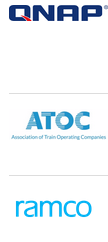 QNAP®
ATOC
Association of Train Operating Companies
ramco